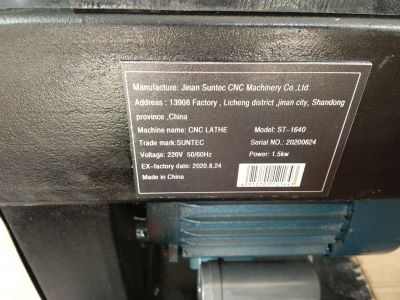 Manufacture: Jinan Suntec CNC Machinery Co.,Ltd.
Address : 13908 Factory , Licheng district ,jinan city, Shandong
province ,China
Machine name: CNC LATHE Model: ST-1640
Trade mark:SUNTEC Serial NO.: 20200824
Voltage: 220V 50/60Hz Power: 1.5kw
EX-factory date: 2020.8.24
Made in China